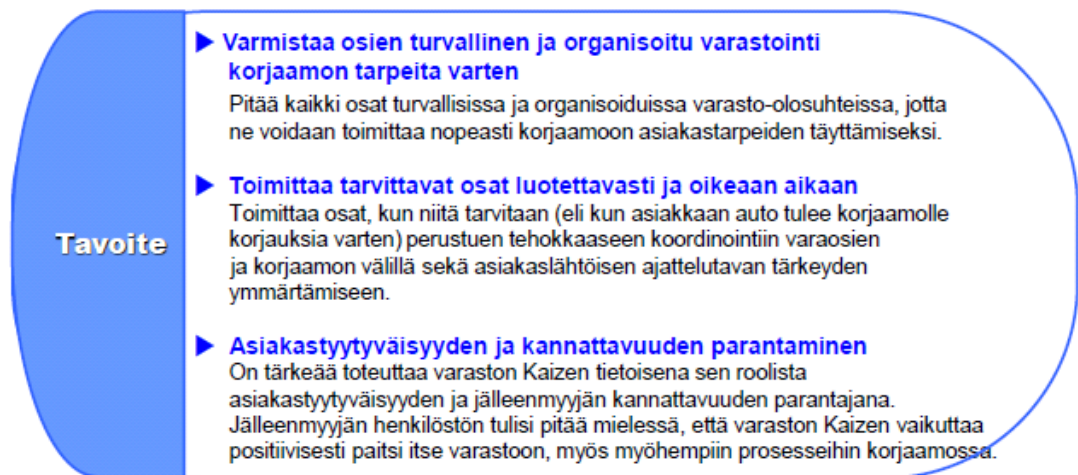 Tavoite
▶ Varmistaa osien turvallinen ja organisoitu varastointi
korjaamon tarpeita varten
Pitää kaikki osat turvallisissa ja organisoiduissa varasto-olosuhteissa, jotta
ne voidaan toimittaa nopeasti korjaamoon asiakastarpeiden täyttämiseksi.
▶ Toimittaa tarvittavat osat luotettavasti ja oikeaan aikaan
Toimittaa osat, kun niitä tarvitaan (eli kun asiakkaan auto tulee korjaamolle
korjauksia varten) perustuen tehokkaaseen koordinointiin varaosien
ja korjaamon välillä sekä asiakaslähtöisen ajattelutavan tärkeyden
ymmärtämiseen.
▶ Asiakastyytyväisyyden ja kannattavuuden parantaminen
On tärkeää toteuttaa varaston Kaizen tietoisena sen roolista
asiakastyytyväisyyden ja jälleenmyyjän kannattavuuden parantajana.
Jälleenmyyjän henkilöstön tulisi pitää mielessä, että varaston Kaizen vaikuttaa
positiivisesti paitsi itse varastoon, myös myöhempiin prosesseihin korjaamossa.